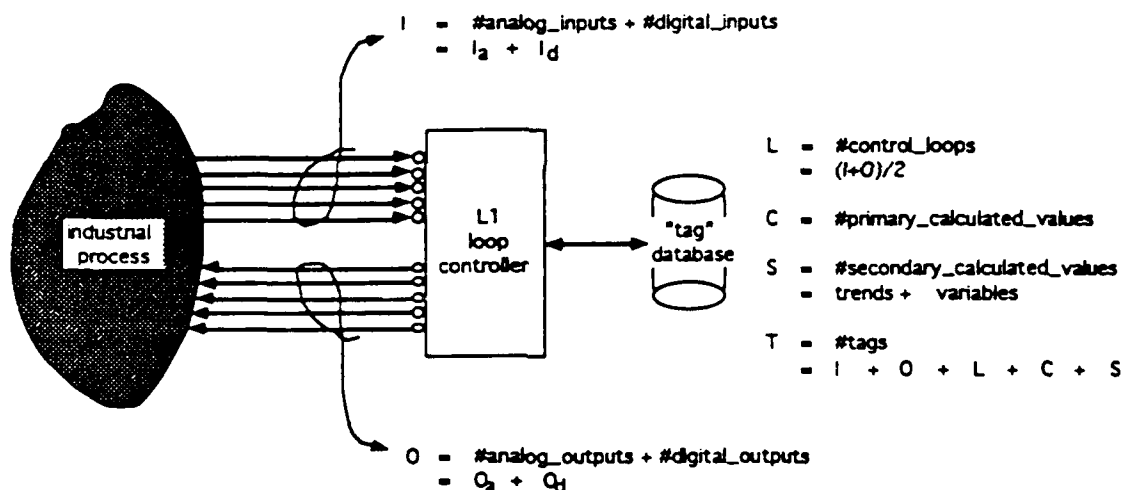 I = #analog_inputs + #digital_inputs
= Ia + Id
industrial
process
L1
loop
controller
"tag"
database
L = #control_loops
= (I+O)/2
C = #primary_calculated_values
S = #secondary_calculated_values
= trends + variables
T = #tags
= I + O + L + C + S
O = #analog_outputs + #digital_outputs
= Oa + Od